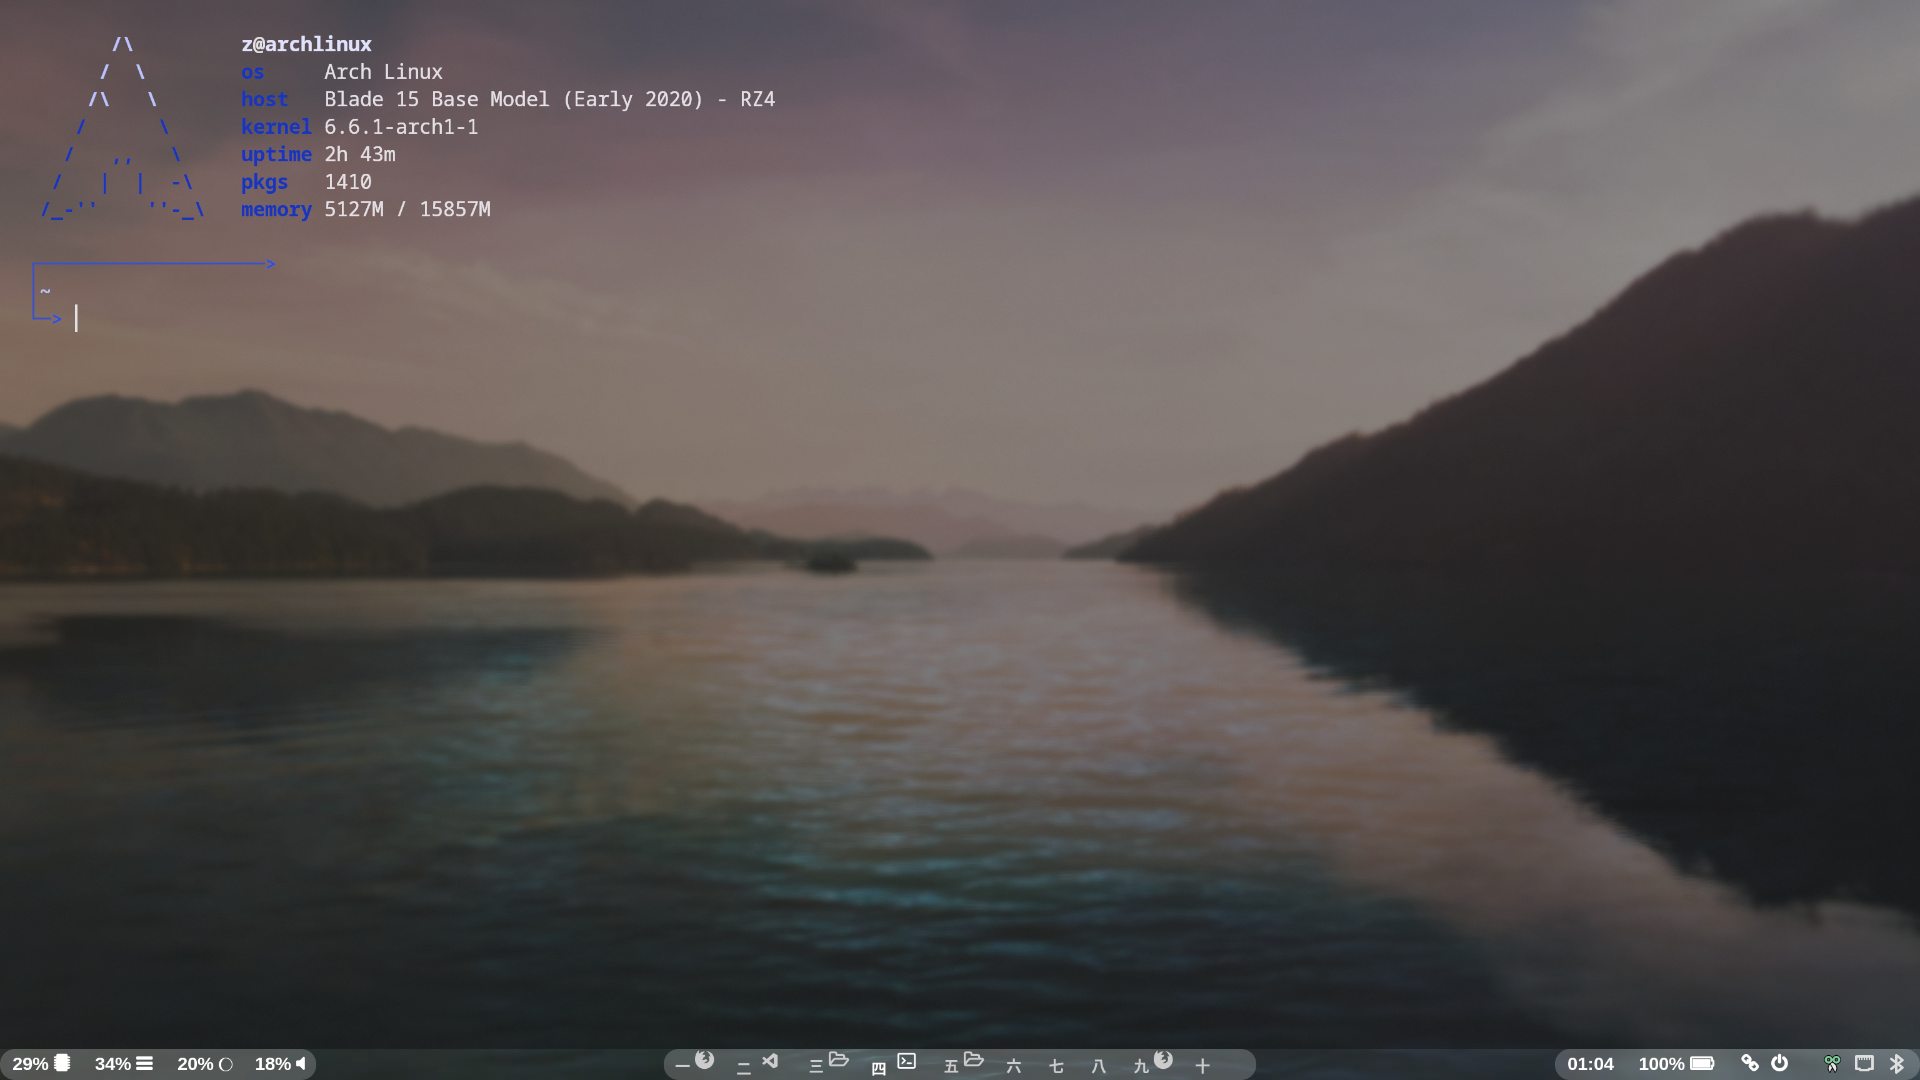 z@archlinux
os Arch Linux
host Blade 15 Base Model (Early 2020) - RZ4
kernel 6.6.1-arch1-1
uptime 2h 43m
pkgs 1410
memory 5127M / 15857M
~
29% 34% 20% 18% 一 二 三 四 五 六 七 八 九 十 01:04 100%